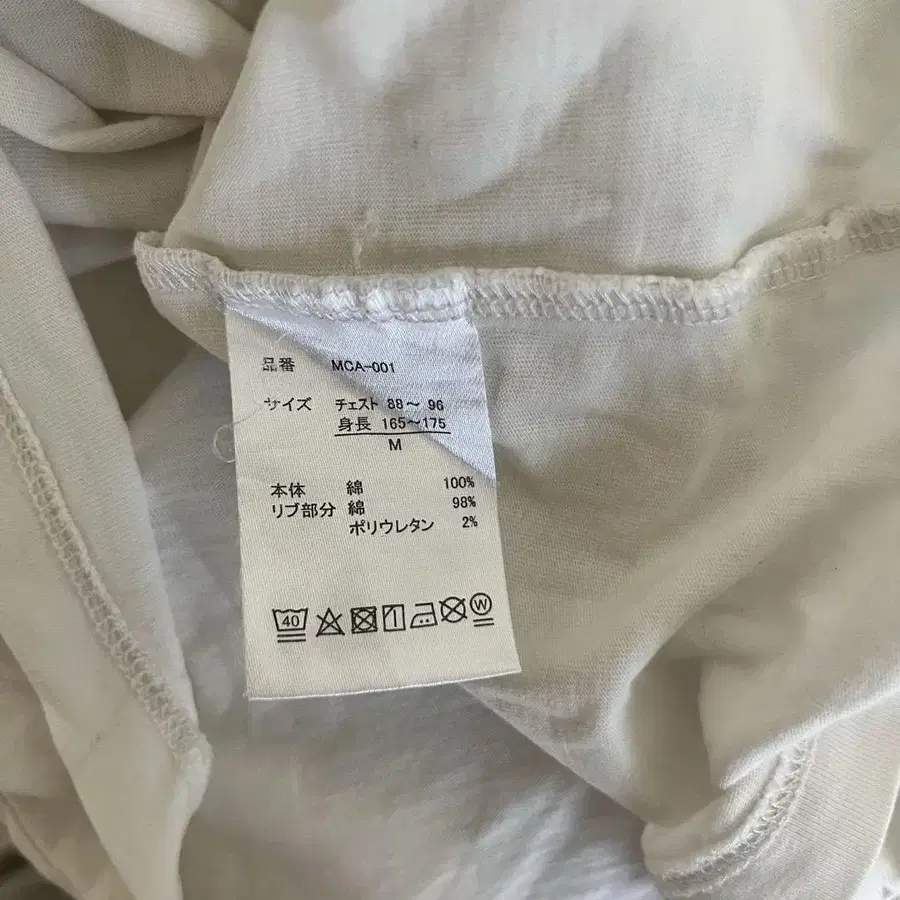 品番 MCA-001
サイズ チェスト 88～ 96
身長 165～175
M
本体 綿 100%
リブ部分 綿 98%
ポリウレタン 2%
40 W